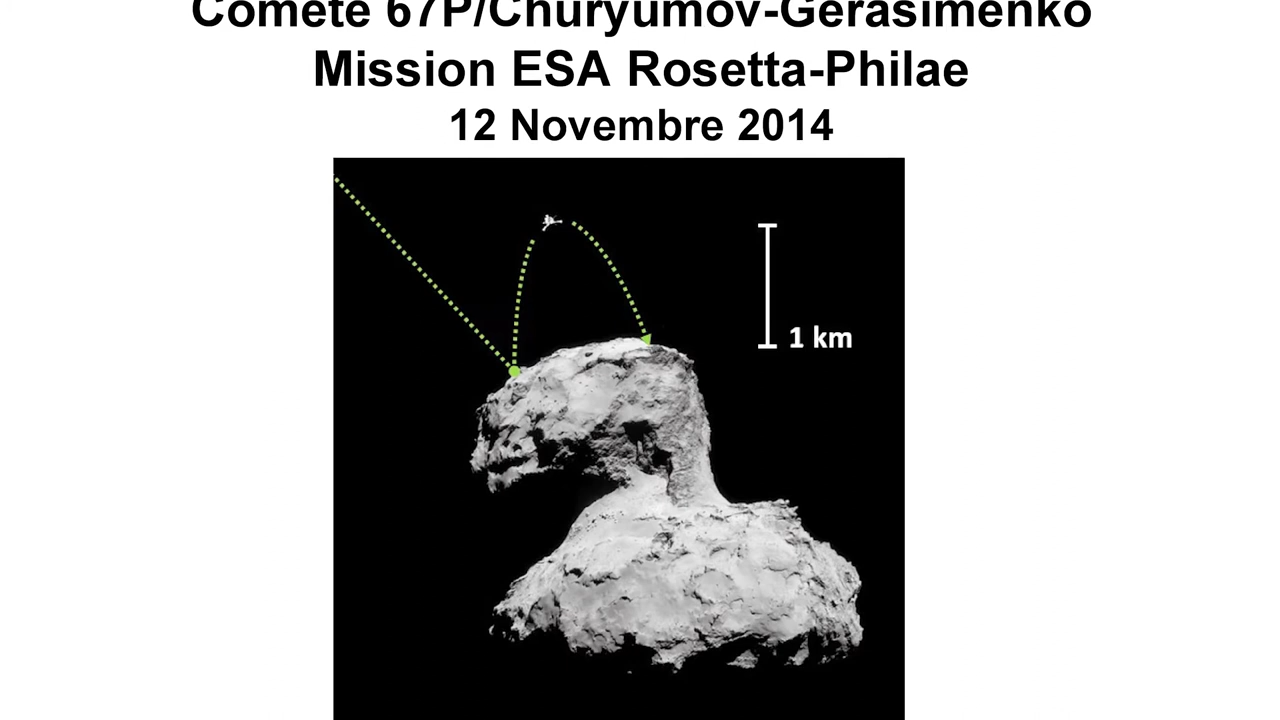 Comète 67P/Churyumov-Gerasimenko
Mission ESA Rosetta-Philae
12 Novembre 2014
1 km